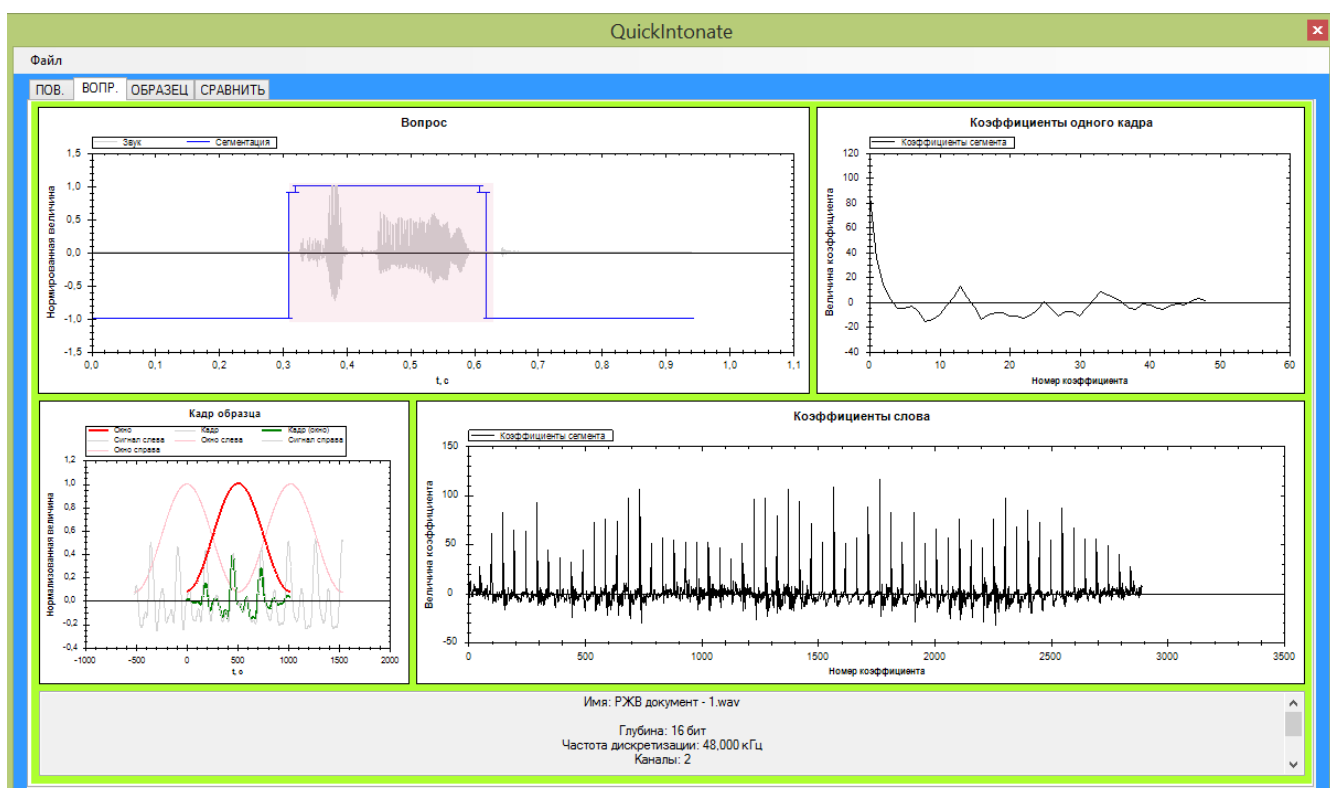 QuickIntonate
Файл
ПОВ. ВОПР. ОБРАЗЕЦ СРАВНИТЬ
Вопрос
Звук Сегментация
Нормированная величина
1,5
1,0
0,5
0,0
-0,5
-1,0
-1,5
0,0 0,1 0,2 0,3 0,4 0,5 0,6 0,7 0,8 0,9 1,0 1,1
t, с
Коэффициенты одного кадра
Коэффициенты сегмента
Величина коэффициента
120
100
80
60
40
20
0
-20
-40
0 10 20 30 40 50 60
Номер коэффициента
Кадр образца
Окно Кадр Кадр (окно)
Сигнал слева Окно слева Сигнал справа
Окно справа
Нормализованная величина
1,2
1,0
0,8
0,6
0,4
0,2
0,0
-0,2
-0,4
-1000 -500 0 500 1000 1500 2000
t, с
Коэффициенты слова
Коэффициенты сегмента
Величина коэффициента
150
100
50
0
-50
0 500 1000 1500 2000 2500 3000 3500
Номер коэффициента
Имя: РЖВ документ - 1.wav
Глубина: 16 бит
Частота дискретизации: 48,000 кГц
Каналы: 2